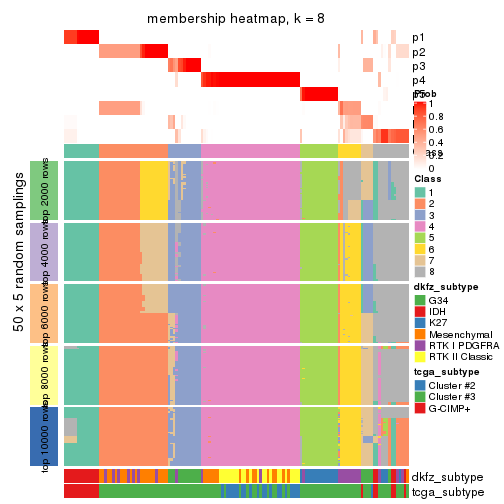 membership heatmap, k = 8
p1
p2
p3
p4
Prob
1
0.8
0.6
0.4
0.2
0
Class
1
2
3
4
5
6
7
8
dkfz_subtype
G34
IDH
K27
Mesenchymal
RTK I PDGFRA
RTK II Classic
tcga_subtype
Cluster #2
Cluster #3
G-CIMP+
50 x 5 random samplings
top 2000 rows
top 4000 rows
top 6000 rows
top 8000 rows
top 10000 rows
dkfz_subtype
tcga_subtype